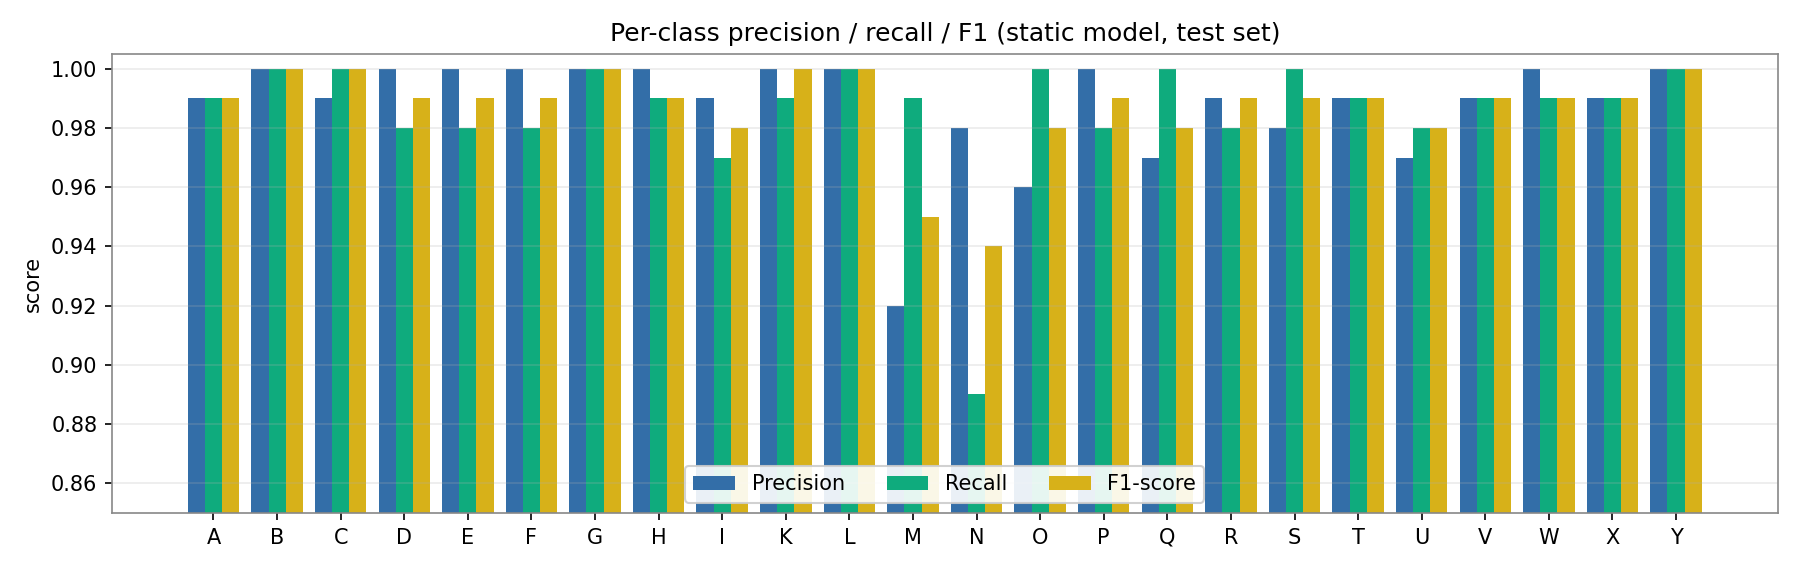 Per-class precision / recall / F1 (static model, test set)
score
1.00
0.98
0.96
0.94
0.92
0.90
0.88
0.86
Precision Recall F1-score
A B C D E F G H I K L M N O P Q R S T U V W X Y